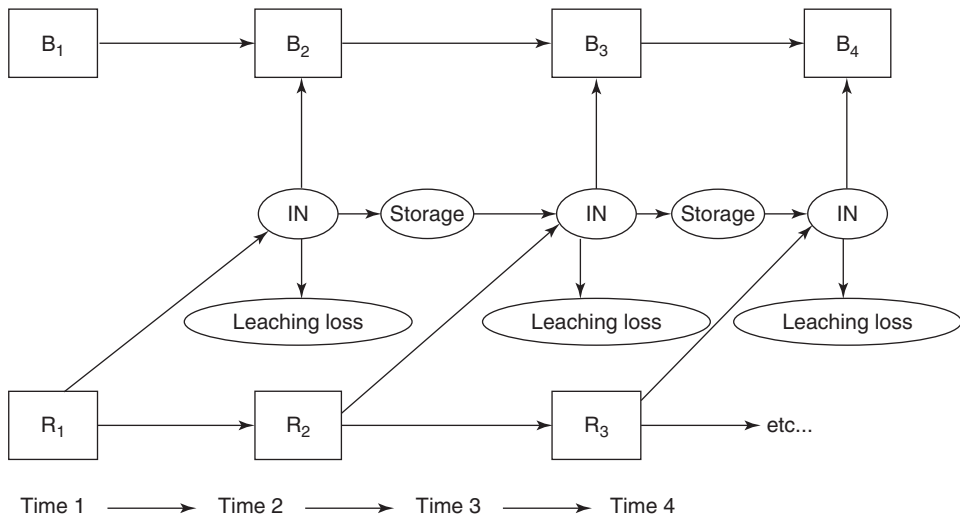 B₁ B₂ B₃ B₄
IN Storage IN Storage IN
Leaching loss Leaching loss Leaching loss
R₁ R₂ R₃ etc...
Time 1 Time 2 Time 3 Time 4